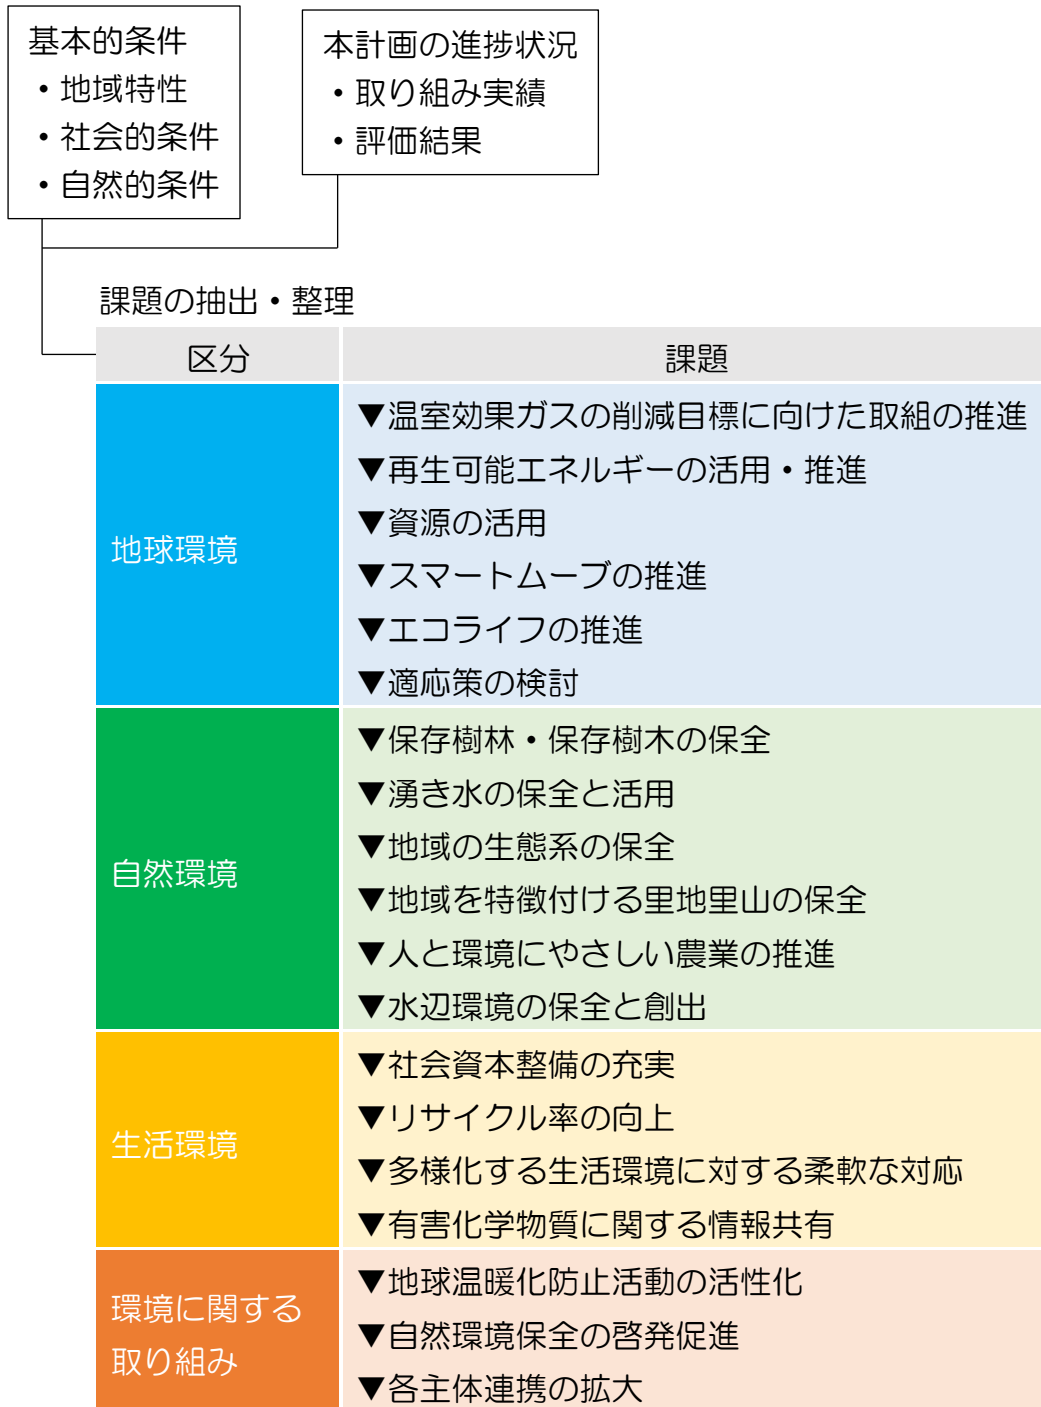 基本的条件
・地域特性
・社会的条件
・自然的条件
本計画の進捗状況
・取り組み実績
・評価結果
課題の抽出・整理
区分
課題
地球環境
▼温室効果ガスの削減目標に向けた取組の推進
▼再生可能エネルギーの活用・推進
▼資源の活用
▼スマートムーブの推進
▼エコライフの推進
▼適応策の検討
自然環境
▼保存樹林・保存樹木の保全
▼湧き水の保全と活用
▼地域の生態系の保全
▼地域を特徴付ける里地里山の保全
▼人と環境にやさしい農業の推進
▼水辺環境の保全と創出
生活環境
▼社会資本整備の充実
▼リサイクル率の向上
▼多様化する生活環境に対する柔軟な対応
▼有害化学物質に関する情報共有
環境に関する
取り組み
▼地球温暖化防止活動の活性化
▼自然環境保全の啓発促進
▼各主体連携の拡大